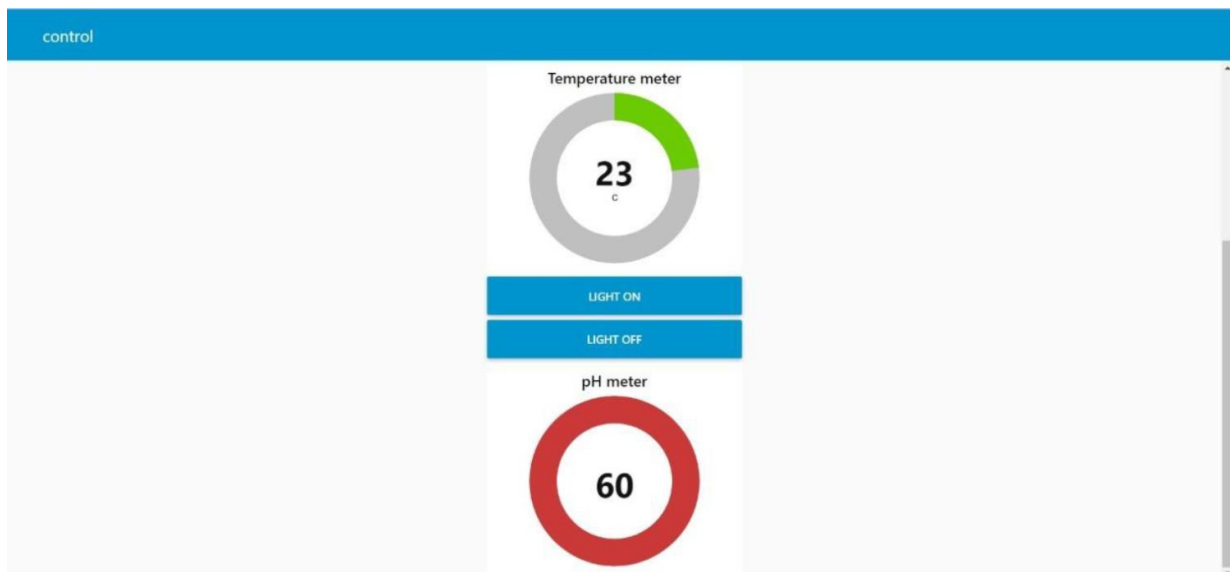 control
Temperature meter
23
c
LIGHT ON
LIGHT OFF
pH meter
60